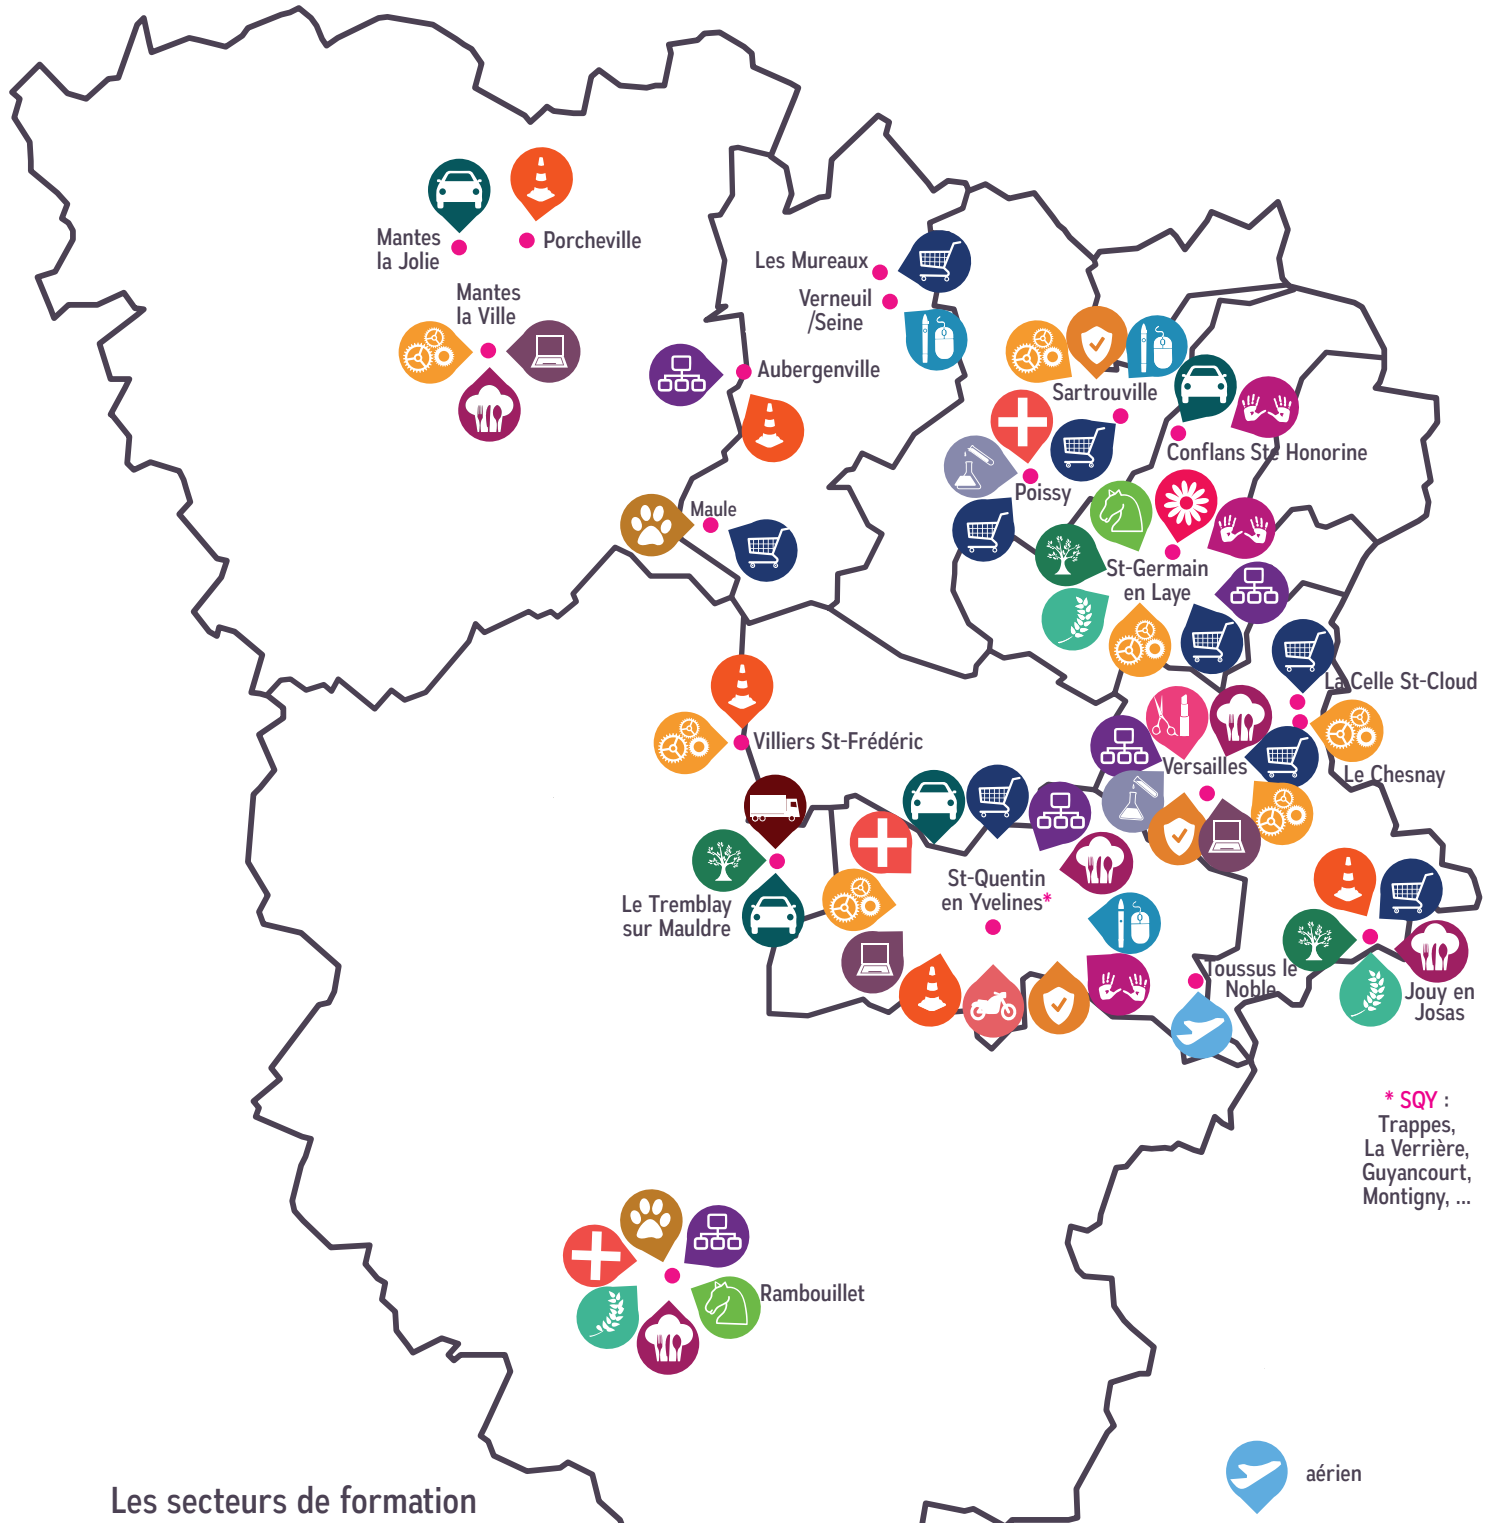 Mantes
la Jolie
Porcheville
Mantes
la Ville
Les Mureaux
Verneuil
/Seine
Aubergenville
Sartrouville
Conflans Ste Honorine
Poissy
Maule
St-Germain
en Laye
La Celle St-Cloud
Villiers St-Frédéric
Versailles
Le Chesnay
St-Quentin
en Yvelines*
Le Tremblay
sur Mauldre
Toussus le
Noble
Jouy en
Josas
* SQY :
Trappes,
La Verrière,
Guyancourt,
Montigny, ...
Rambouillet
aérien
Les secteurs de formation